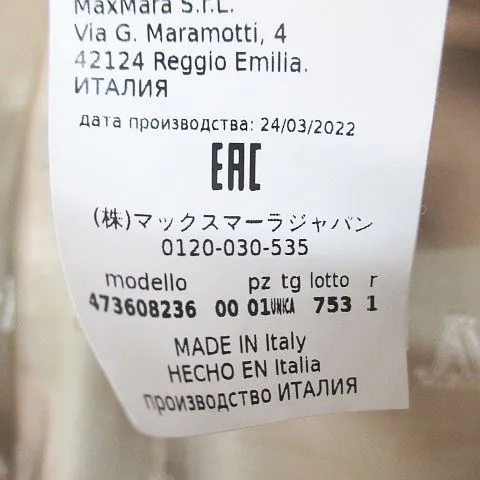 MaxMara S.r.L.
Via G. Maramotti, 4
42124 Reggio Emilia.
ИТАЛИЯ
дата производства: 24/03/2022
EAC
(株)マックスマーラジャパン
0120-030-535
modello pz tg lotto r
473608236 00 01 UNICA 753 1
MADE IN Italy
HECHO EN Italia
производство ИТАЛИЯ